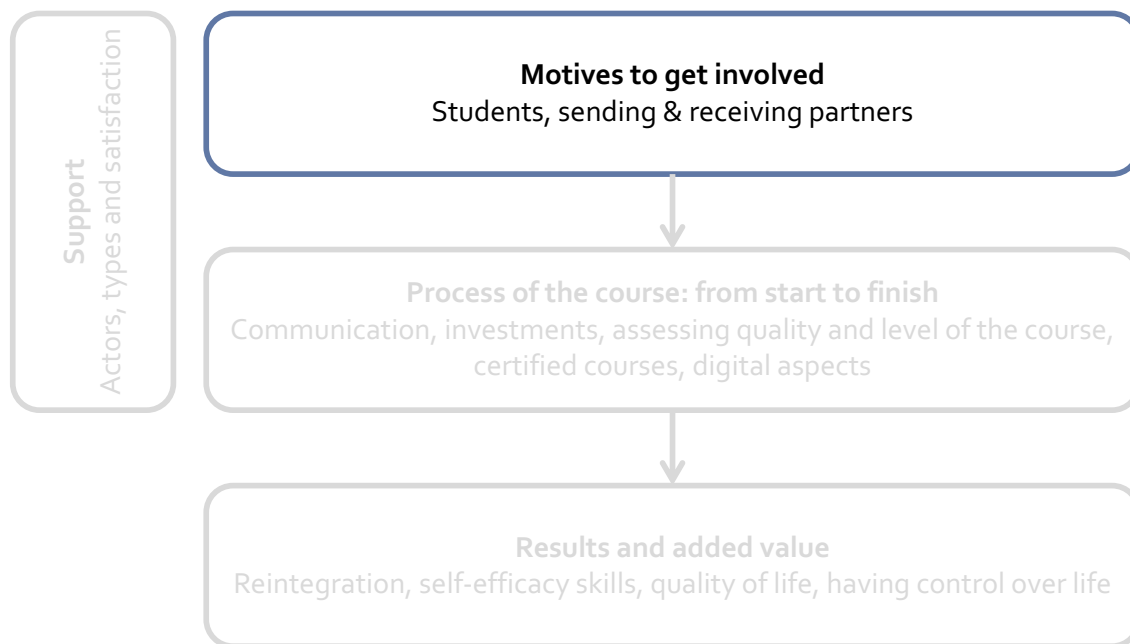 Support
Actors, types and satisfaction
Motives to get involved
Students, sending & receiving partners
Process of the course: from start to finish
Communication, investments, assessing quality and level of the course,
certified courses, digital aspects
Results and added value
Reintegration, self-efficacy skills, quality of life, having control over life